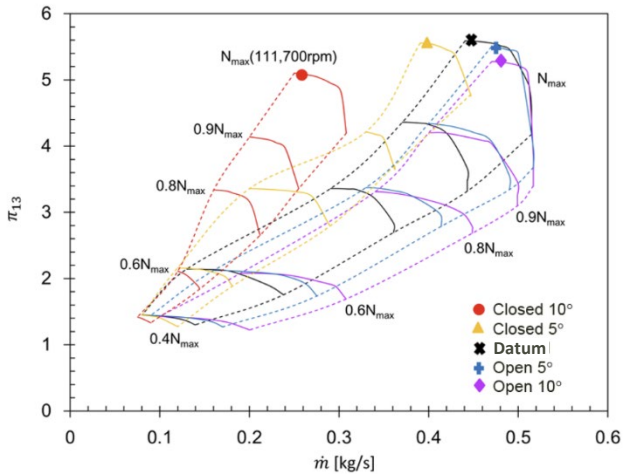 6
5
4
3
2
1
0
π₁₃
0
0.1
0.2
0.3
0.4
0.5
0.6
ṁ [kg/s]
Nₘₐₓ(111,700rpm)
Nₘₐₓ
0.9Nₘₐₓ
0.8Nₘₐₓ
0.6Nₘₐₓ
0.4Nₘₐₓ
0.9Nₘₐₓ
0.8Nₘₐₓ
0.6Nₘₐₓ
Closed 10°
Closed 5°
Datum
Open 5°
Open 10°